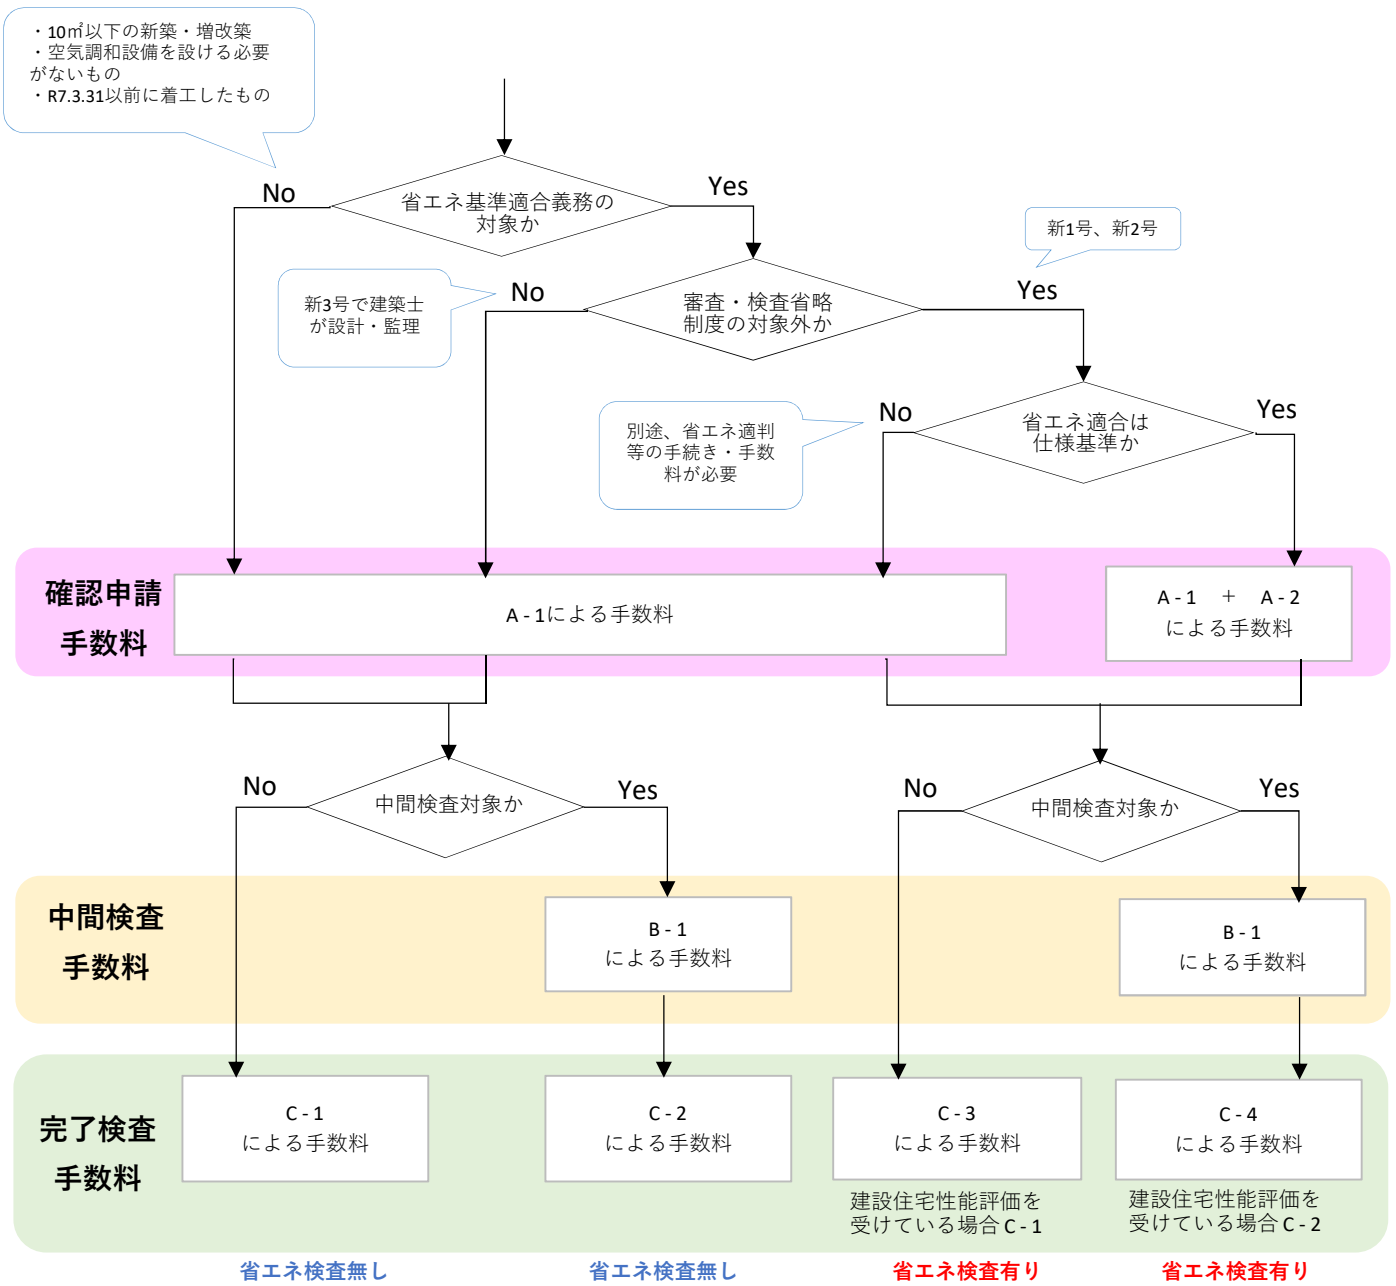 ・10㎡以下の新築・増改築
・空気調和設備を設ける必要
がないもの
・R7.3.31以前に着工したもの
No
省エネ基準適合義務の
対象か
Yes
新1号、新2号
新3号で建築士
が設計・監理
No
審査・検査省略
制度の対象外か
Yes
別途、省エネ適判
等の手続き・手数
料が必要
No
省エネ適合は
仕様基準か
Yes
確認申請
手数料
A - 1による手数料
A - 1 + A - 2
による手数料
No
中間検査対象か
Yes
No
中間検査対象か
Yes
中間検査
手数料
B - 1
による手数料
B - 1
による手数料
完了検査
手数料
C - 1
による手数料
C - 2
による手数料
C - 3
による手数料
C - 4
による手数料
建設住宅性能評価を
受けている場合 C - 1
建設住宅性能評価を
受けている場合 C - 2
省エネ検査無し
省エネ検査無し
省エネ検査有り
省エネ検査有り